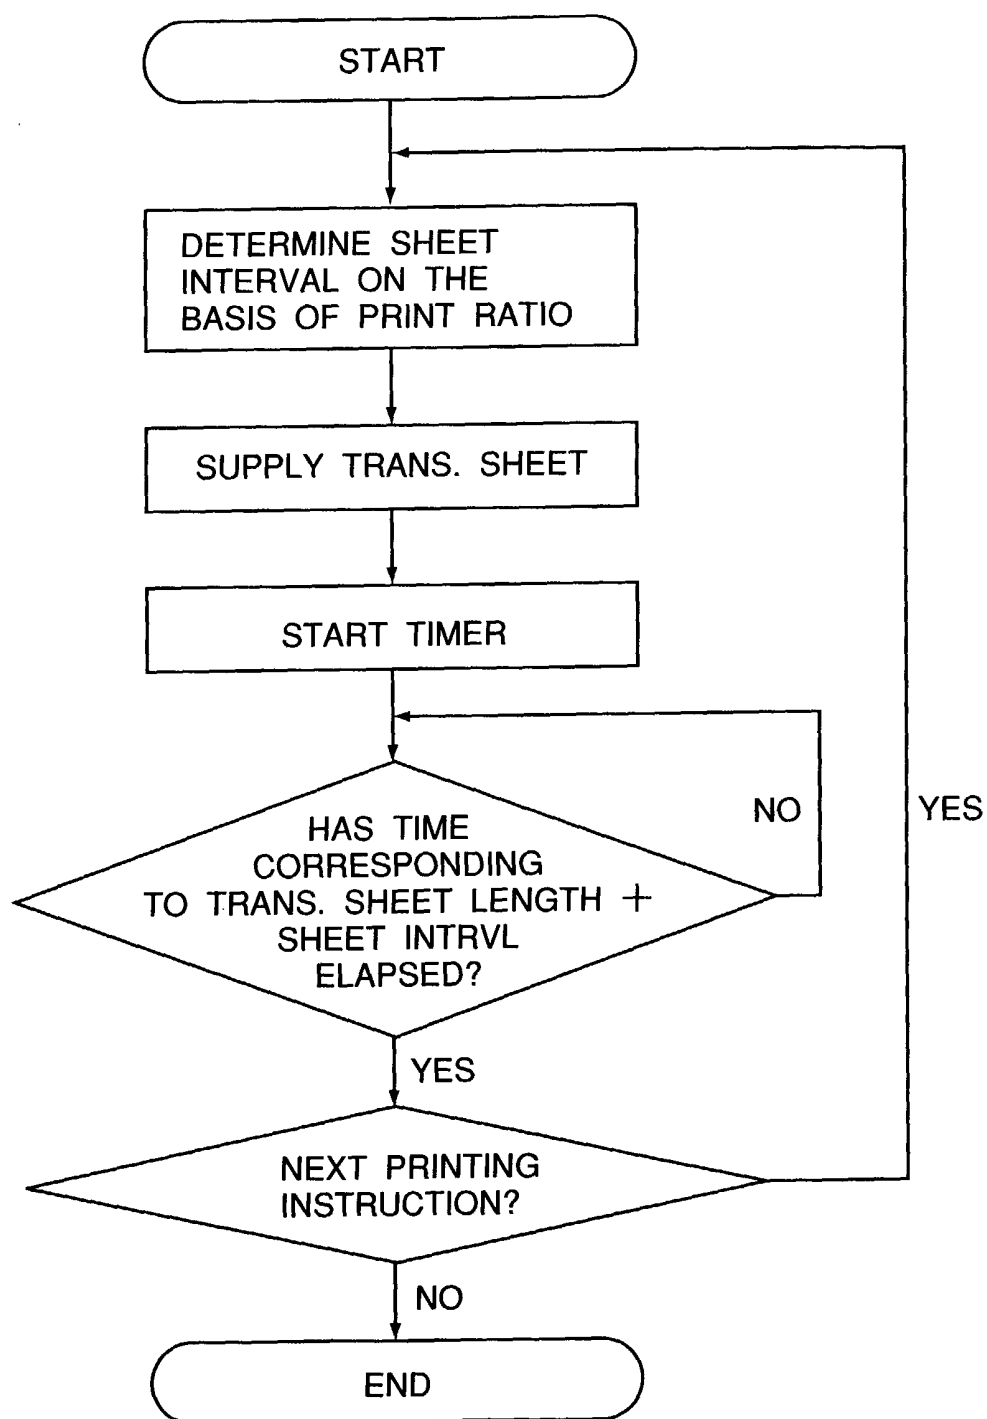 START
DETERMINE SHEET
INTERVAL ON THE
BASIS OF PRINT RATIO
SUPPLY TRANS. SHEET
START TIMER
HAS TIME
CORRESPONDING
TO TRANS. SHEET LENGTH +
SHEET INTRVL
ELAPSED?
NO
YES
YES
NEXT PRINTING
INSTRUCTION?
NO
END